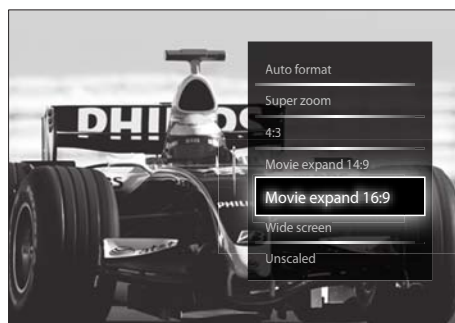 Auto format
Super zoom
4:3
Movie expand 14:9
Movie expand 16:9
Wide screen
Unscaled
PHILIPS